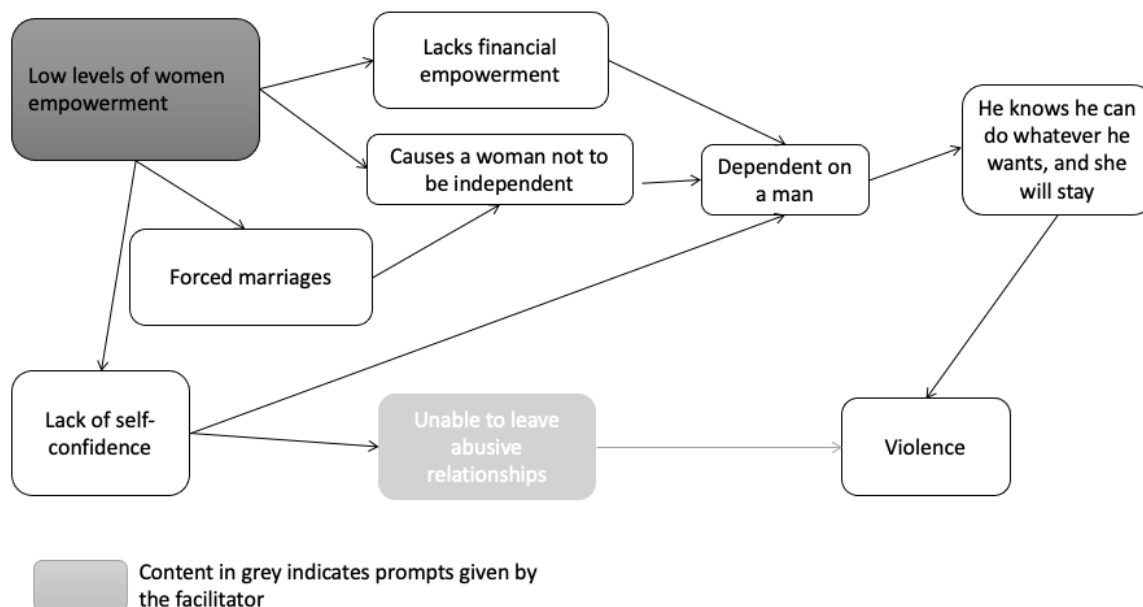 Low levels of women
empowerment
Lacks financial
empowerment
Causes a woman not to
be independent
Dependent on
a man
He knows he can
do whatever he
wants, and she
will stay
Forced marriages
Lack of self-
confidence
Unable to leave
abusive
relationships
Violence
Content in grey indicates prompts given by
the facilitator